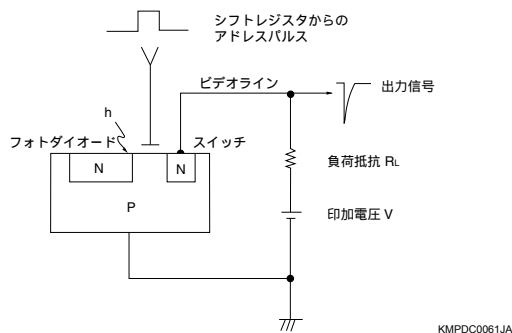 シフトレジスタからの
アドレスパルス
ビデオライン
出力信号
h
フォトダイオード
スイッチ
N
N
P
負荷抵抗 RL
印加電圧 V
KMPDC0061JA